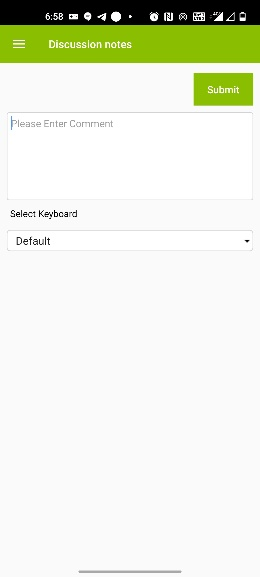 6:58
Discussion notes
Submit
Please Enter Comment
Select Keyboard
Default